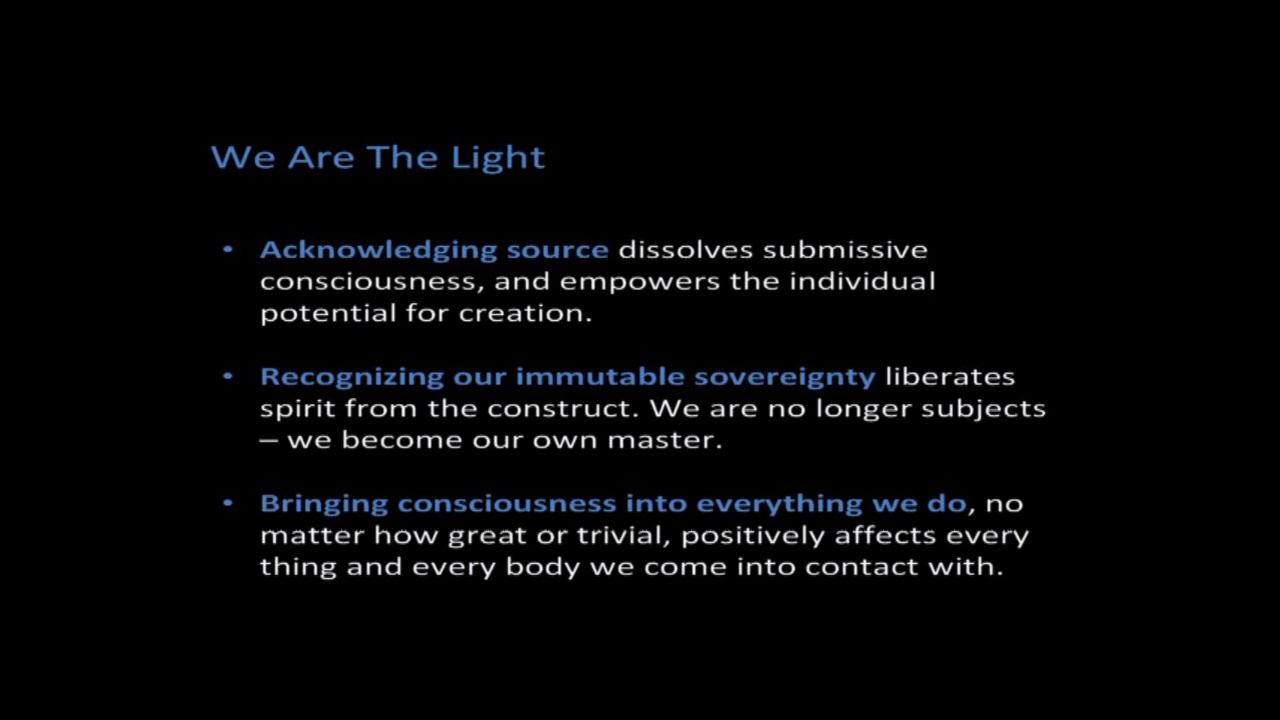 We Are The Light
• Acknowledging source dissolves submissive
consciousness, and empowers the individual
potential for creation.
• Recognizing our immutable sovereignty liberates
spirit from the construct. We are no longer subjects
– we become our own master.
• Bringing consciousness into everything we do, no
matter how great or trivial, positively affects every
thing and every body we come into contact with.